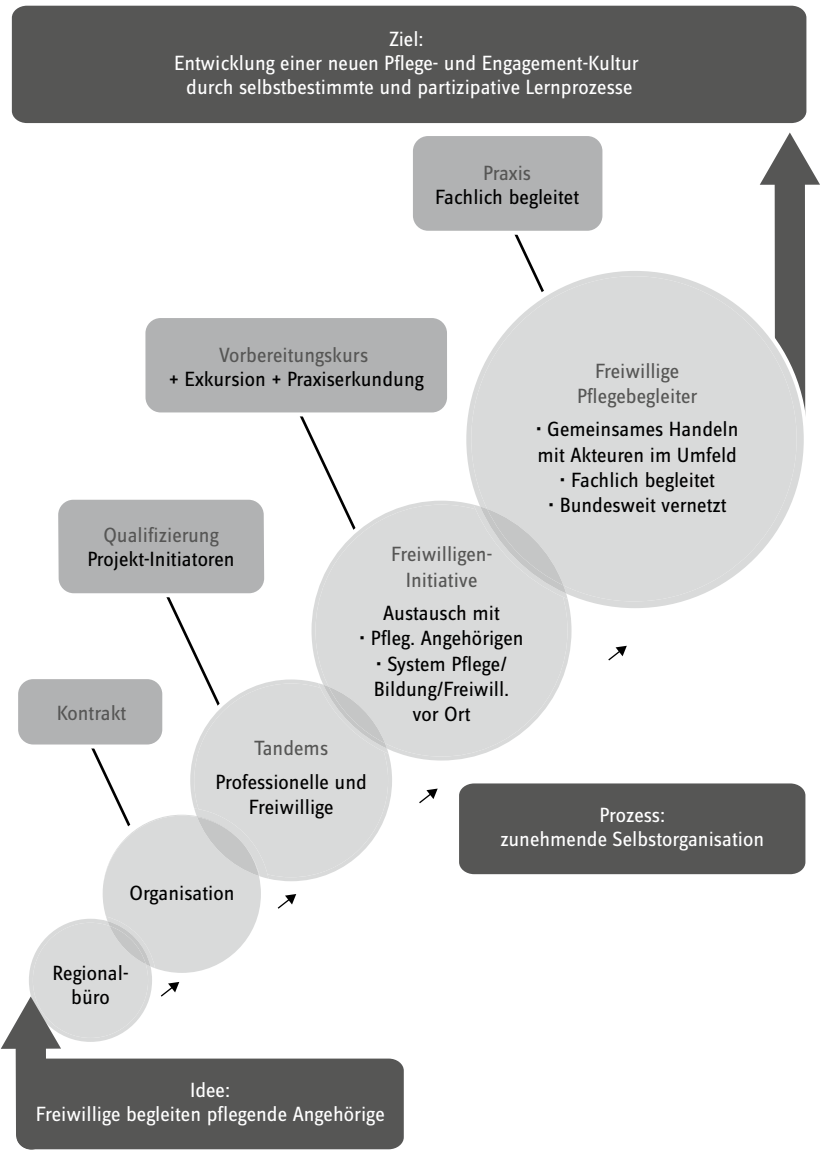 Ziel:
Entwicklung einer neuen Pflege- und Engagement-Kultur
durch selbstbestimmte und partizipative Lernprozesse
Praxis
Fachlich begleitet
Vorbereitungskurs
+ Exkursion + Praxiserkundung
Freiwillige
Pflegebegleiter
· Gemeinsames Handeln
mit Akteuren im Umfeld
· Fachlich begleitet
· Bundesweit vernetzt
Qualifizierung
Projekt-Initiatoren
Freiwilligen-
Initiative
Austausch mit
· Pfleg. Angehörigen
· System Pflege/
Bildung/Freiwill.
vor Ort
Kontrakt
Tandems
Professionelle und
Freiwillige
Prozess:
zunehmende Selbstorganisation
Organisation
Regional-
büro
Idee:
Freiwillige begleiten pflegende Angehörige